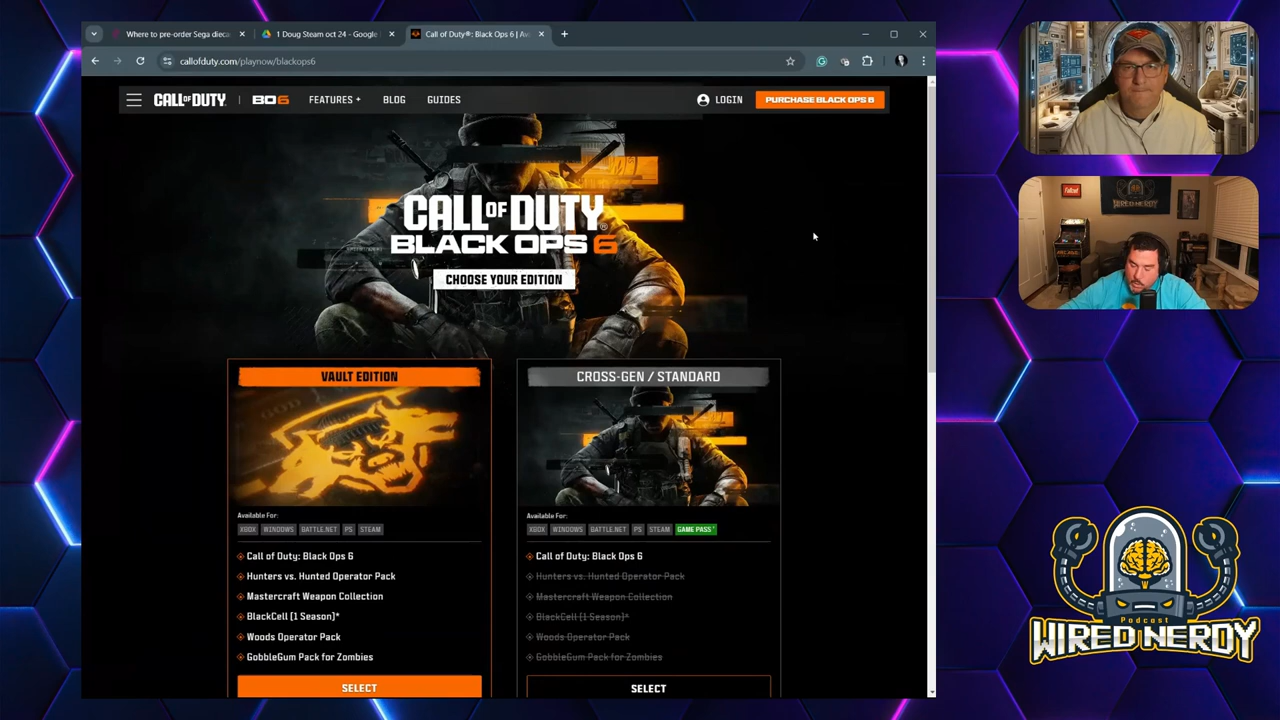 Where to pre-order Sega dieca
1 Doug Steam oct 24 - Google
Call of Duty®: Black Ops 6 | Av
callofduty.com/playnow/blackops6
CALL OF DUTY | BO6 FEATURES + BLOG GUIDES LOGIN PURCHASE BLACK OPS 6
CALL OF DUTY®
BLACK OPS 6
CHOOSE YOUR EDITION
VAULT EDITION
Available For:
XBOX WINDOWS BATTLE.NET PS STEAM
Call of Duty: Black Ops 6
Hunters vs. Hunted Operator Pack
Mastercraft Weapon Collection
BlackCell [1 Season]*
Woods Operator Pack
GobbleGum Pack for Zombies
SELECT
CROSS-GEN / STANDARD
Available For:
XBOX WINDOWS BATTLE.NET PS STEAM GAME PASS*
Call of Duty: Black Ops 6
Hunters vs. Hunted Operator Pack
Mastercraft Weapon Collection
BlackCell [1 Season]*
Woods Operator Pack
GobbleGum Pack for Zombies
SELECT
Fallout
WIRED NERDY
Podcast
WIRED NERDY